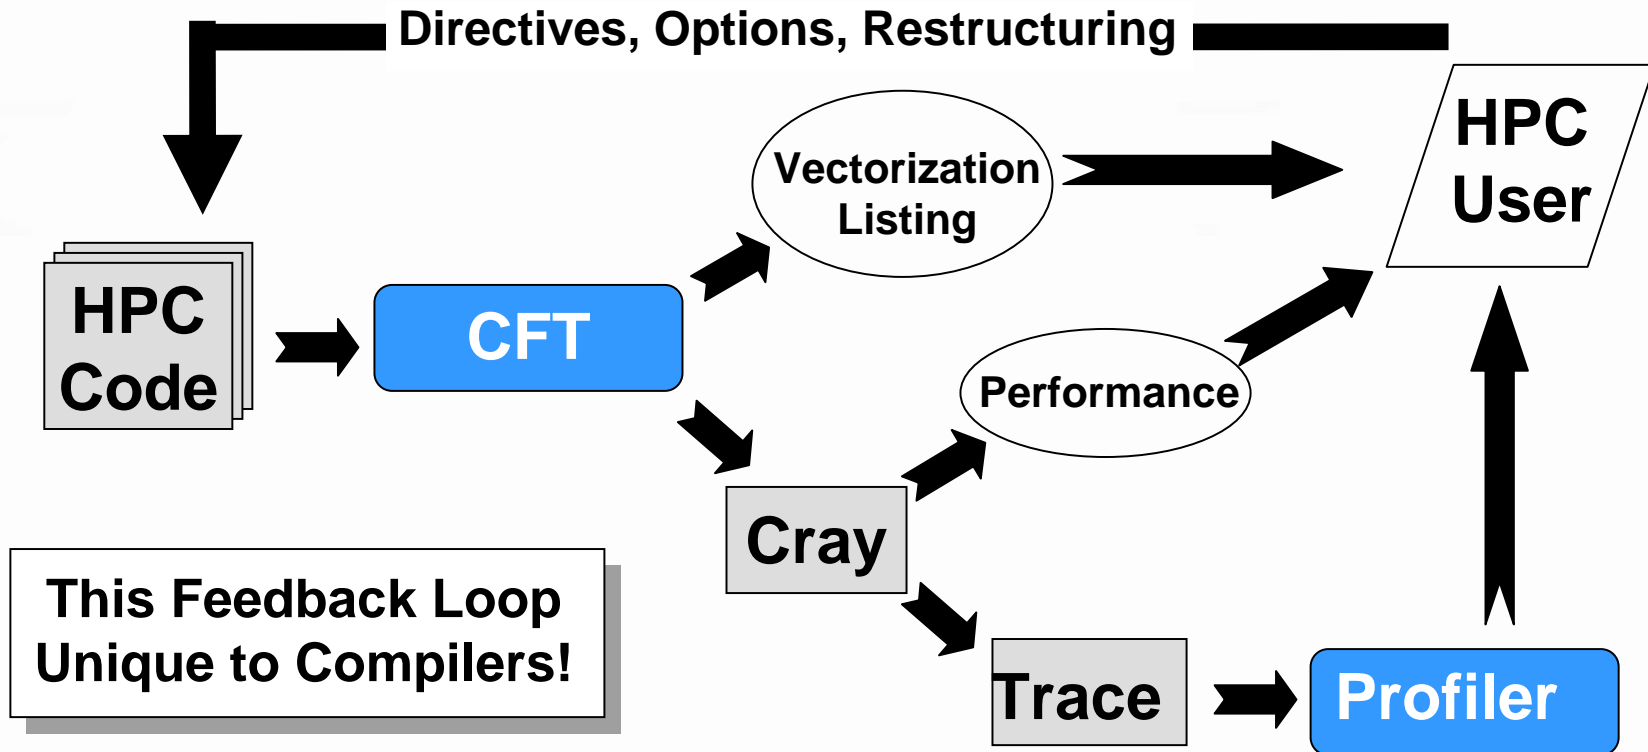 Directives, Options, Restructuring
HPC
User
Vectorization
Listing
HPC
Code
CFT
Performance
Cray
This Feedback Loop
Unique to Compilers!
Trace
Profiler